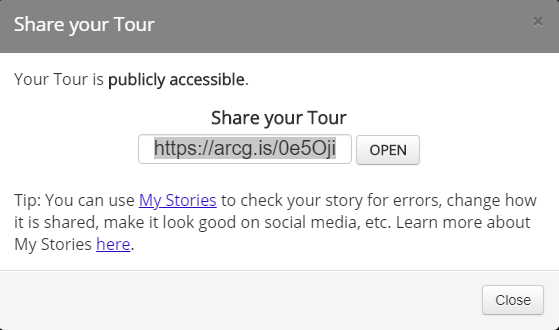 Share your Tour
×
Your Tour is publicly accessible.
Share your Tour
https://arcg.is/0e5Oji
OPEN
Tip: You can use My Stories to check your story for errors, change how
it is shared, make it look good on social media, etc. Learn more about
My Stories here.
Close